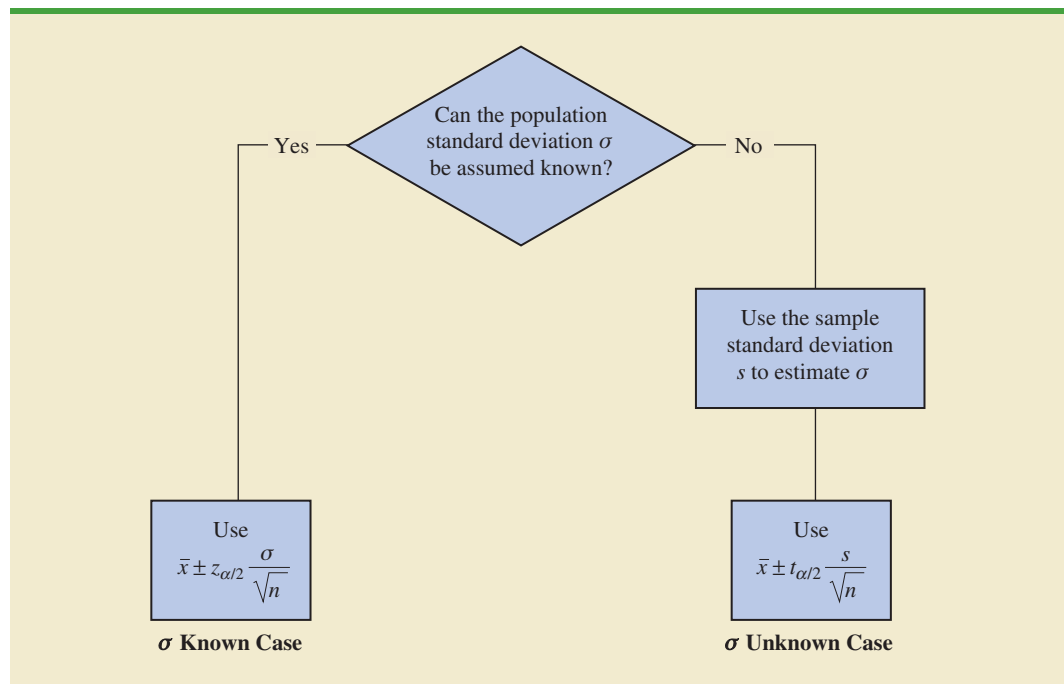 Can the population
standard deviation σ
be assumed known?
Yes
No
Use the sample
standard deviation
s to estimate σ
Use
x̄ ± z_{α/2} σ/√n
σ Known Case
Use
x̄ ± t_{α/2} s/√n
σ Unknown Case